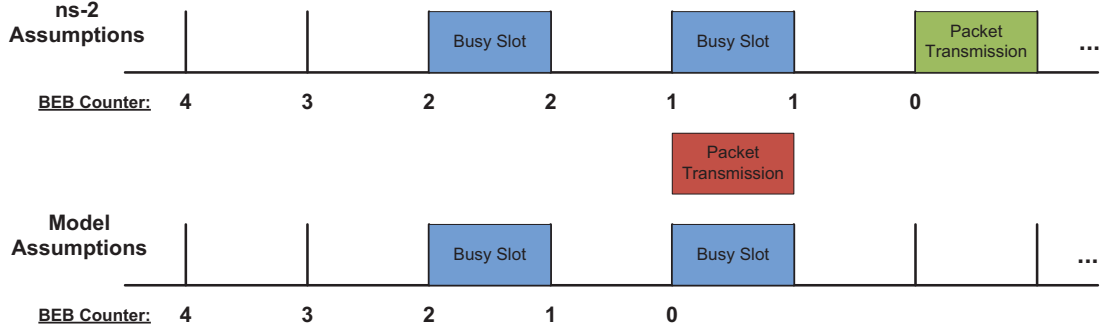 ns-2
Assumptions
Busy Slot
Busy Slot
Packet
Transmission
...
BEB Counter:
4 3 2 2 1 1 0
Packet
Transmission
Model
Assumptions
Busy Slot
Busy Slot
...
BEB Counter:
4 3 2 1 0